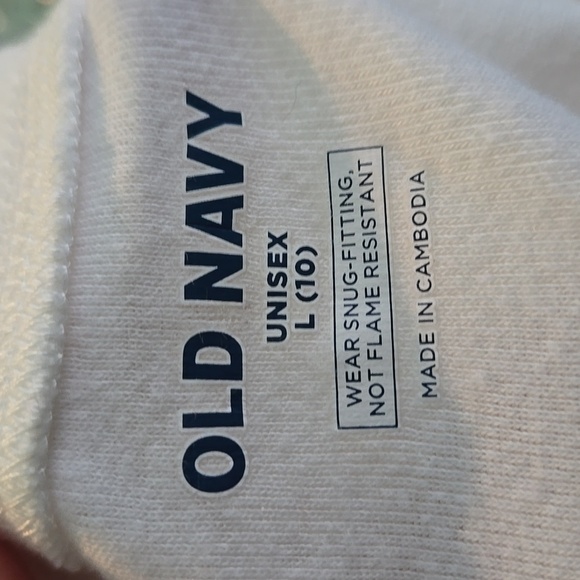 OLD NAVY
UNISEX
L (10)
WEAR SNUG-FITTING,
NOT FLAME RESISTANT
MADE IN CAMBODIA